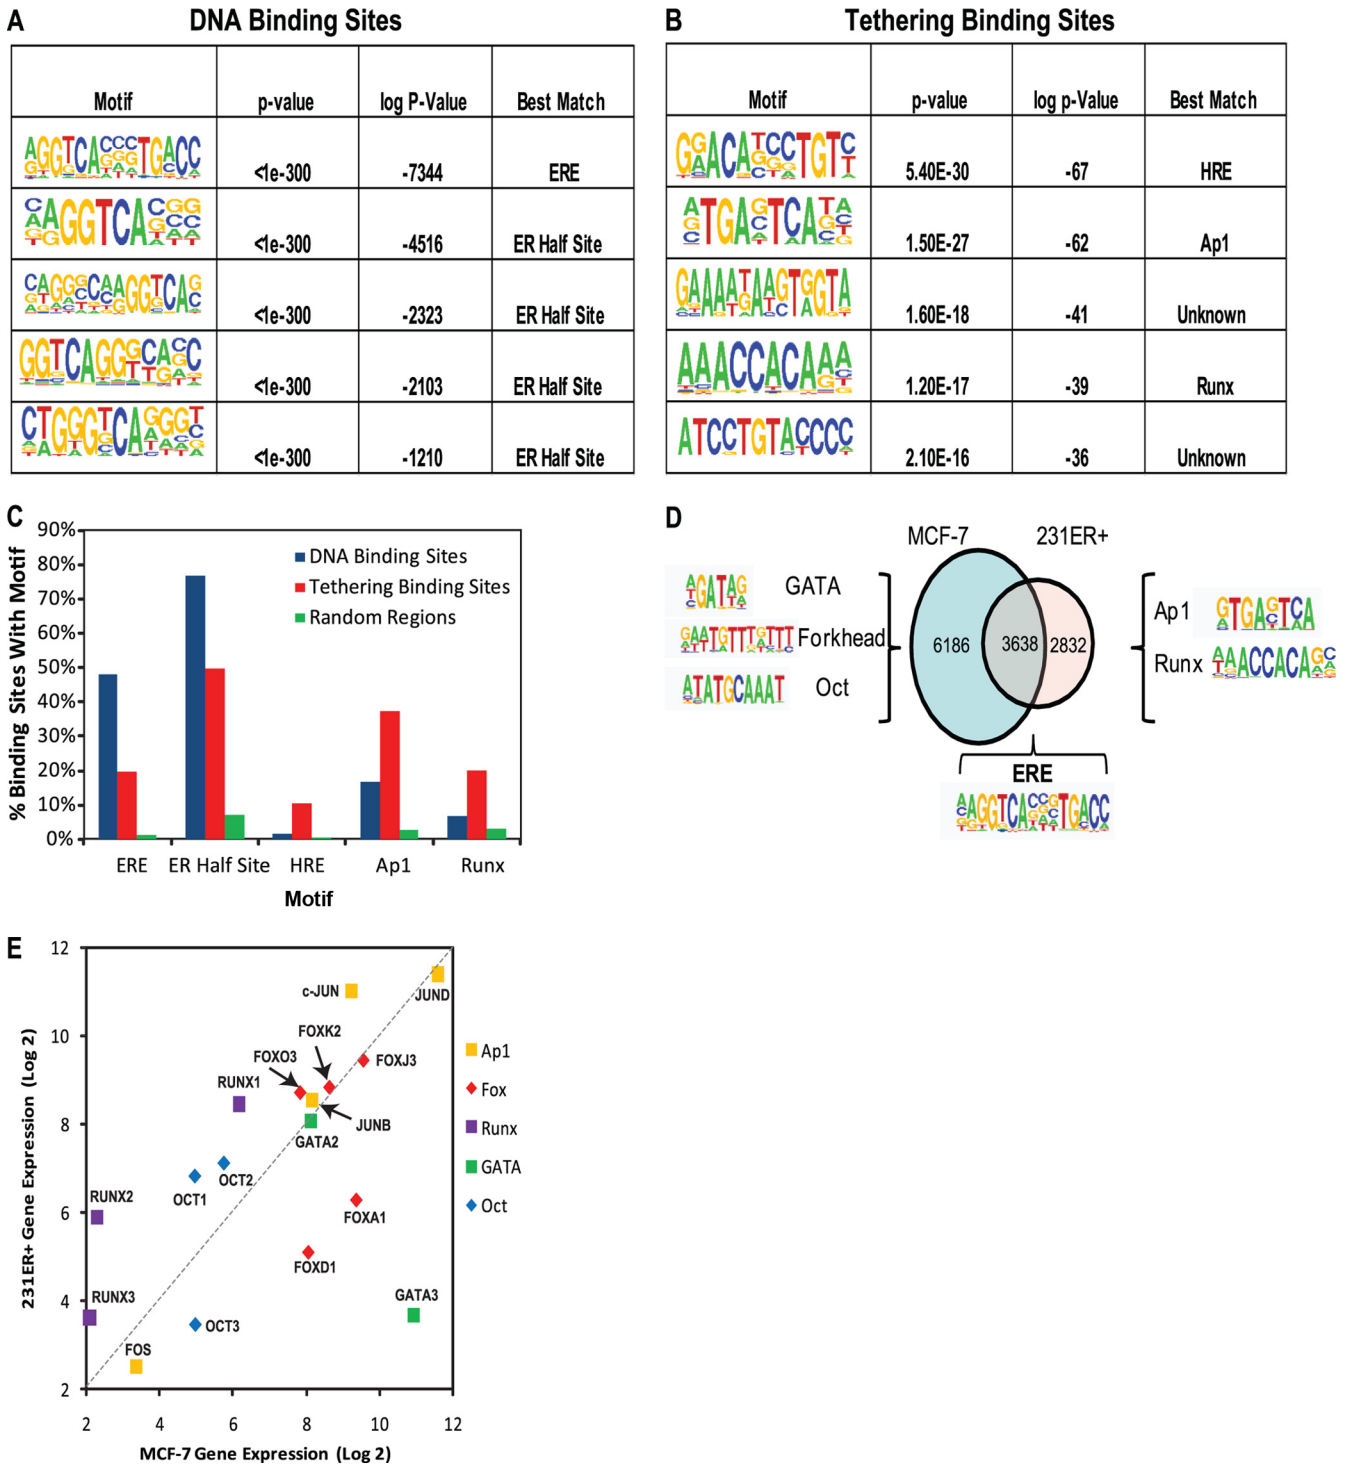 A DNA Binding Sites
Motif p-value log P-Value Best Match
<1e-300 -7344 ERE
<1e-300 -4516 ER Half Site
<1e-300 -2323 ER Half Site
<1e-300 -2103 ER Half Site
<1e-300 -1210 ER Half Site
B Tethering Binding Sites
Motif p-value log p-Value Best Match
5.40E-30 -67 HRE
1.50E-27 -62 Ap1
1.60E-18 -41 Unknown
1.20E-17 -39 Runx
2.10E-16 -36 Unknown
C
% Binding Sites With Motif
90%
80%
70%
60%
50%
40%
30%
20%
10%
0%
DNA Binding Sites
Tethering Binding Sites
Random Regions
ERE ER Half Site HRE Ap1 Runx
Motif
D
MCF-7 231ER+
GATA
Forkhead
Oct
6186 3638 2832
Ap1
Runx
ERE
E
231ER+ Gene Expression (Log 2)
12
10
8
6
4
2
c-JUN
JUND
FOXK2
FOXO3
FOXJ3
RUNX1
JUNB
GATA2
OCT2
OCT1
RUNX2
FOXA1
FOXD1
RUNX3
GATA3
OCT3
FOS
Ap1
Fox
Runx
GATA
Oct
2 4 6 8 10 12
MCF-7 Gene Expression (Log 2)